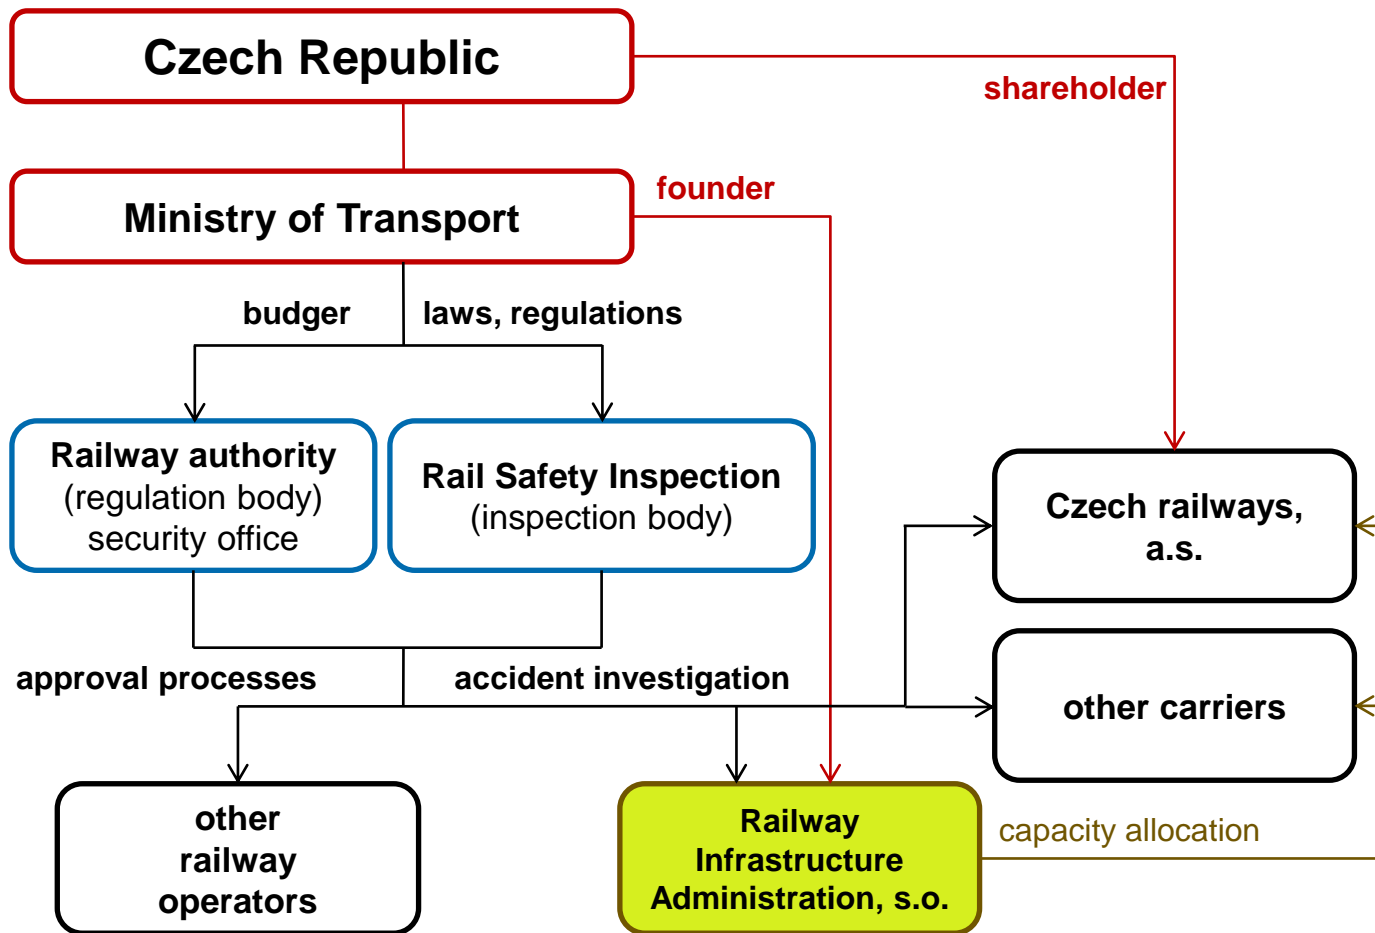 Czech Republic
shareholder
Ministry of Transport
founder
budger
laws, regulations
Railway authority
(regulation body)
security office
Rail Safety Inspection
(inspection body)
Czech railways,
a.s.
approval processes
accident investigation
other carriers
other
railway
operators
Railway
Infrastructure
Administration, s.o.
capacity allocation